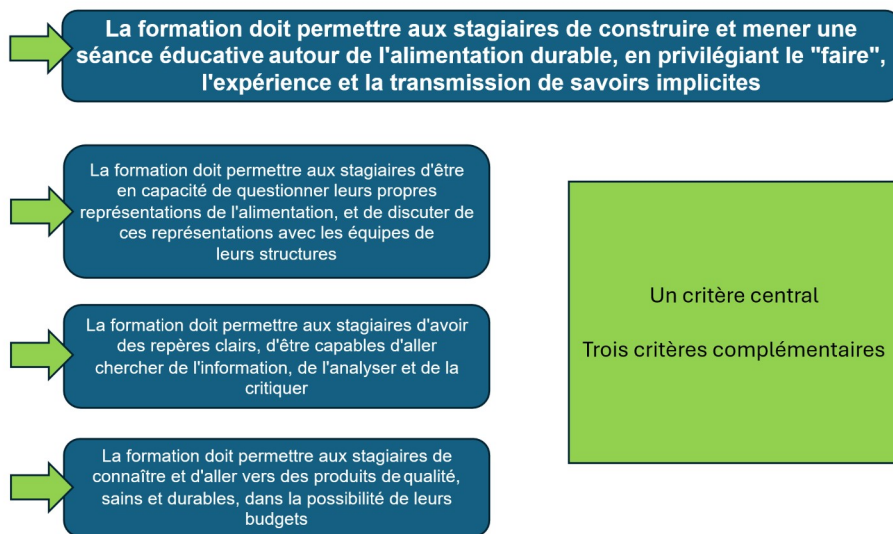 La formation doit permettre aux stagiaires de construire et mener une
séance éducative autour de l'alimentation durable, en privilégiant le "faire",
l'expérience et la transmission de savoirs implicites
La formation doit permettre aux stagiaires d'être
en capacité de questionner leurs propres
représentations de l'alimentation, et de discuter de
ces représentations avec les équipes de
leurs structures
La formation doit permettre aux stagiaires d'avoir
des repères clairs, d'être capables d'aller
chercher de l'information, de l'analyser et de la
critiquer
La formation doit permettre aux stagiaires de
connaître et d'aller vers des produits de qualité,
sains et durables, dans la possibilité de leurs
budgets
Un critère central
Trois critères complémentaires